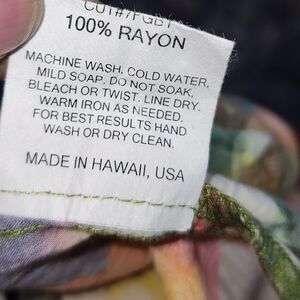 100% RAYON
MACHINE WASH, COLD WATER,
MILD SOAP. DO NOT SOAK,
BLEACH OR TWIST. LINE DRY.
WARM IRON AS NEEDED.
FOR BEST RESULTS HAND
WASH OR DRY CLEAN.
MADE IN HAWAII, USA